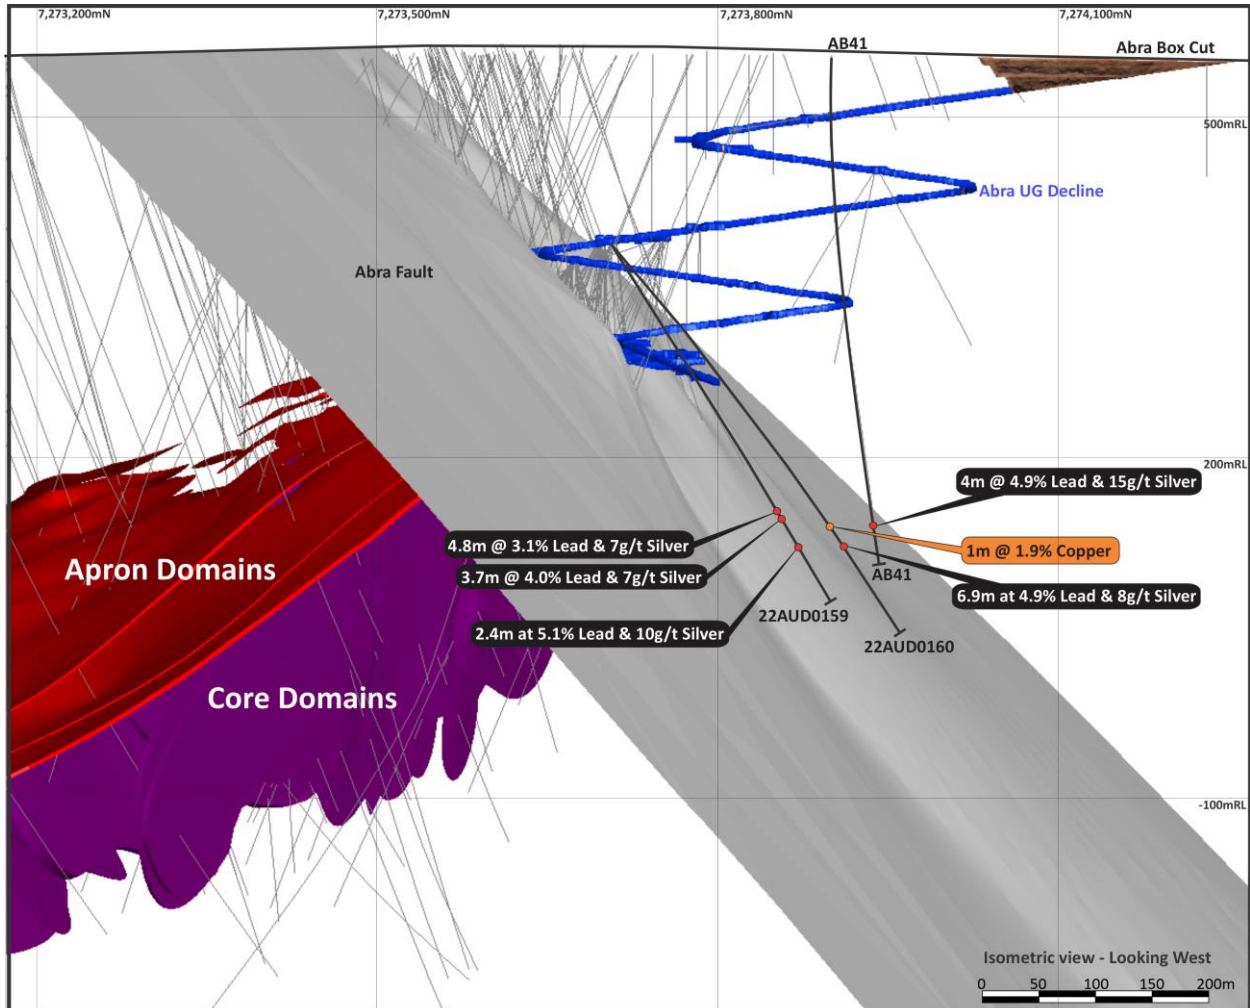 7,273,200mN
7,273,500mN
7,273,800mN
7,274,100mN
AB41
Abra Box Cut
500mRL
Abra UG Decline
Abra Fault
200mRL
4m @ 4.9% Lead & 15g/t Silver
4.8m @ 3.1% Lead & 7g/t Silver
1m @ 1.9% Copper
Apron Domains
3.7m @ 4.0% Lead & 7g/t Silver
AB41
6.9m at 4.9% Lead & 8g/t Silver
22AUD0159
2.4m at 5.1% Lead & 10g/t Silver
22AUD0160
Core Domains
-100mRL
Isometric view - Looking West
0 50 100 150 200m